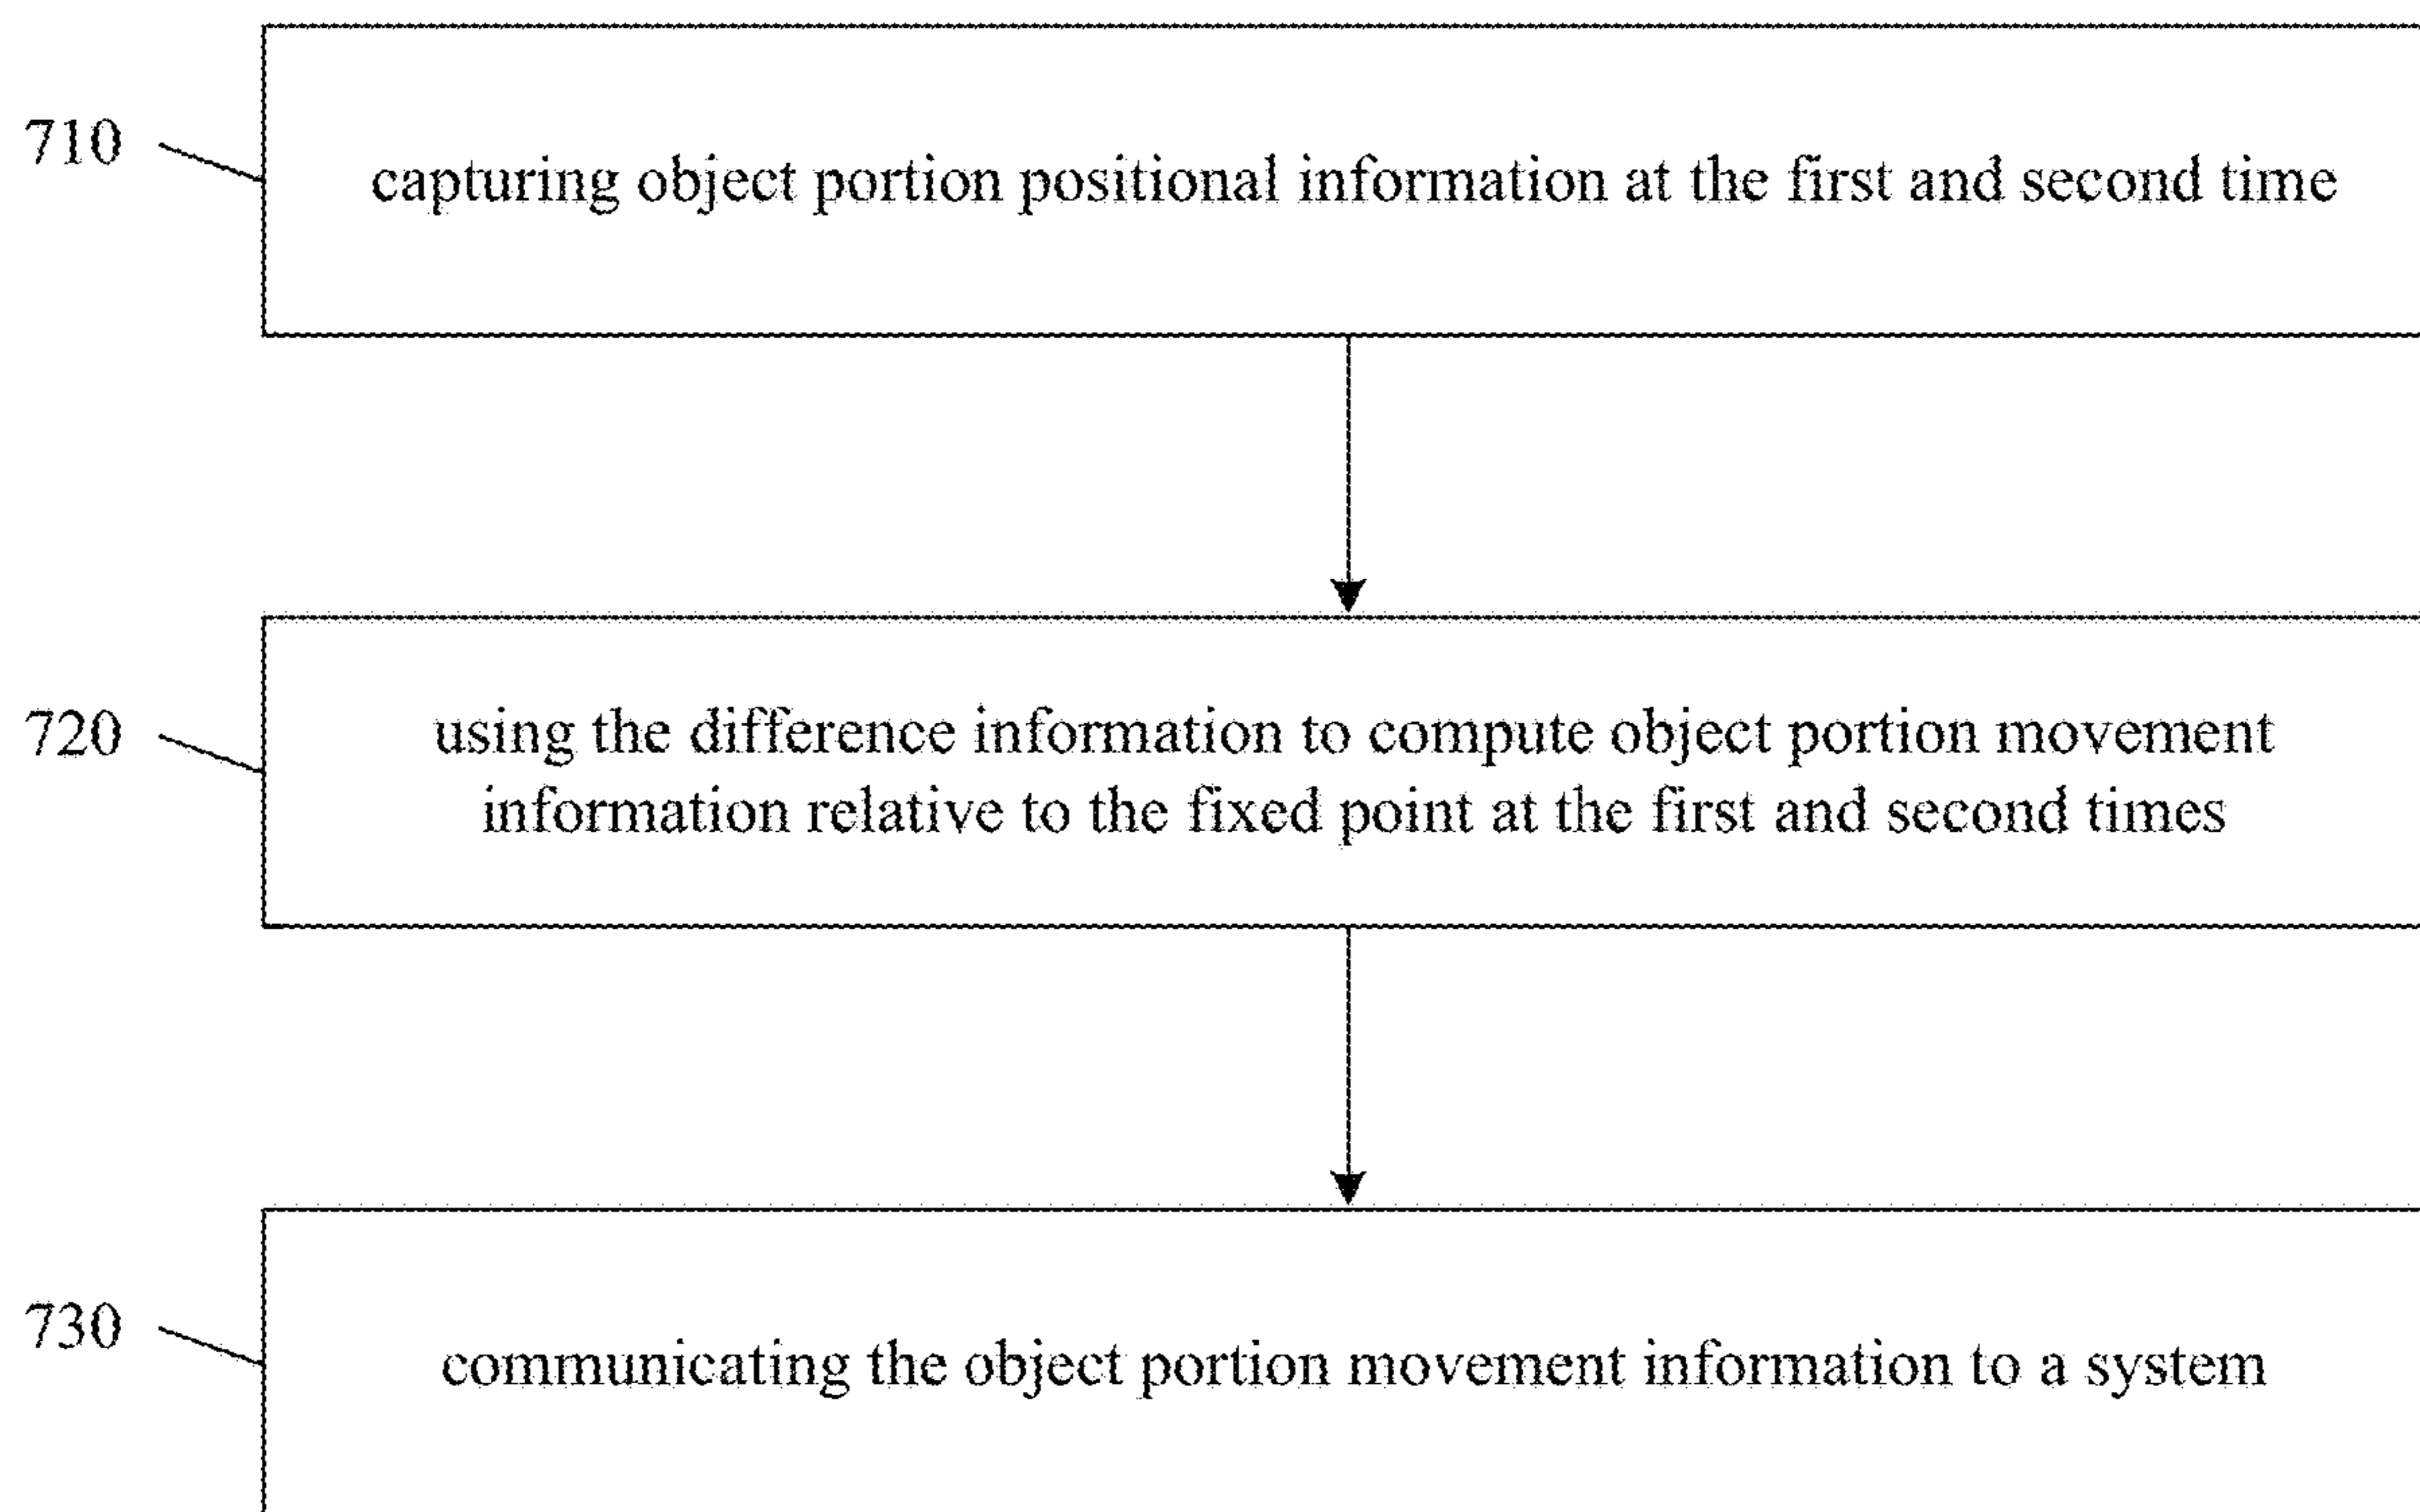 710
capturing object portion positional information at the first and second time
720
using the difference information to compute object portion movement
information relative to the fixed point at the first and second times
730
communicating the object portion movement information to a system